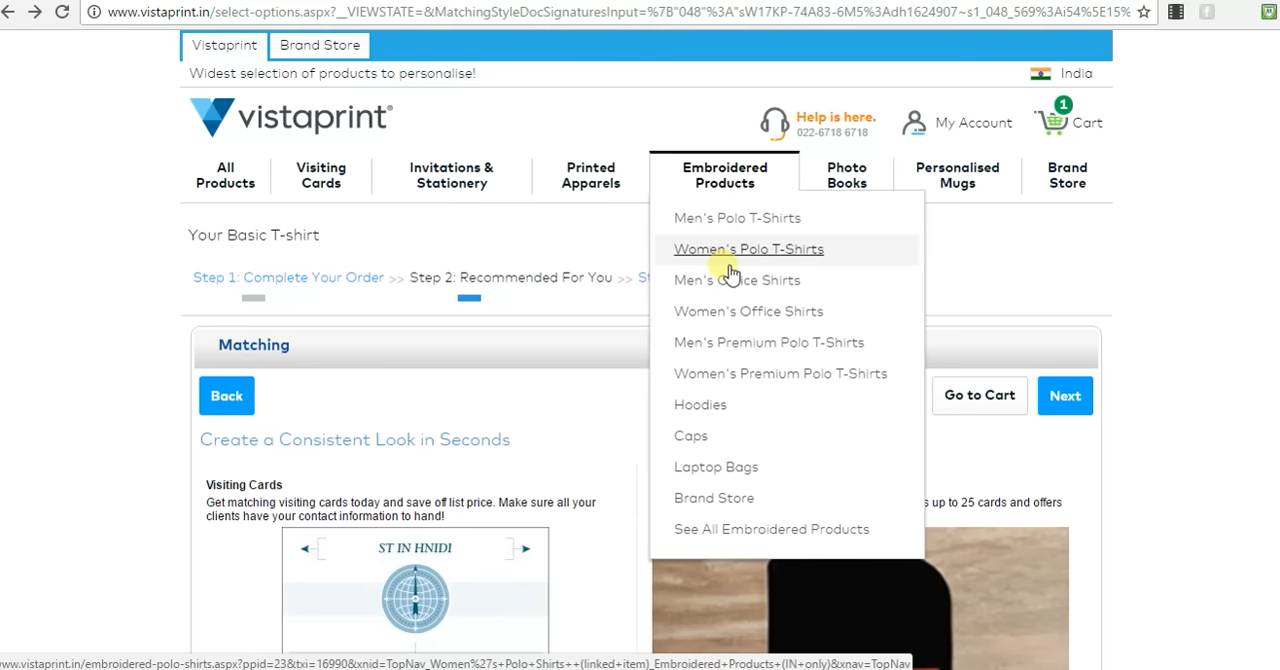 www.vistaprint.in/select-options.aspx?__VIEWSTATE=&MatchingStyleDocSignaturesInput=%7B"048"%3A"sW17KP-74A83-6M5%3Adh1624907~s1_048_569%3Ai54%5E15%
Vistaprint
Brand Store
Widest selection of products to personalise!
India
vistaprint®
Help is here.
022-6718 6718
My Account
1
Cart
All Products
Visiting Cards
Invitations & Stationery
Printed Apparels
Embroidered Products
Photo Books
Personalised Mugs
Brand Store
Men's Polo T-Shirts
Women's Polo T-Shirts
Men's Office Shirts
Women's Office Shirts
Men's Premium Polo T-Shirts
Women's Premium Polo T-Shirts
Hoodies
Caps
Laptop Bags
Brand Store
See All Embroidered Products
Your Basic T-shirt
Step 1: Complete Your Order >> Step 2: Recommended For You >> St
Matching
Back
Go to Cart
Next
Create a Consistent Look in Seconds
Visiting Cards
Get matching visiting cards today and save off list price. Make sure all your
clients have your contact information to hand!
s up to 25 cards and offers
ST IN HNIDI
www.vistaprint.in/embroidered-polo-shirts.aspx?ppid=23&txi=16990&xnid=TopNav_Women%27s+Polo+Shirts++(linked+item)_Embroidered+Products+(IN+only)&xnav=TopNav